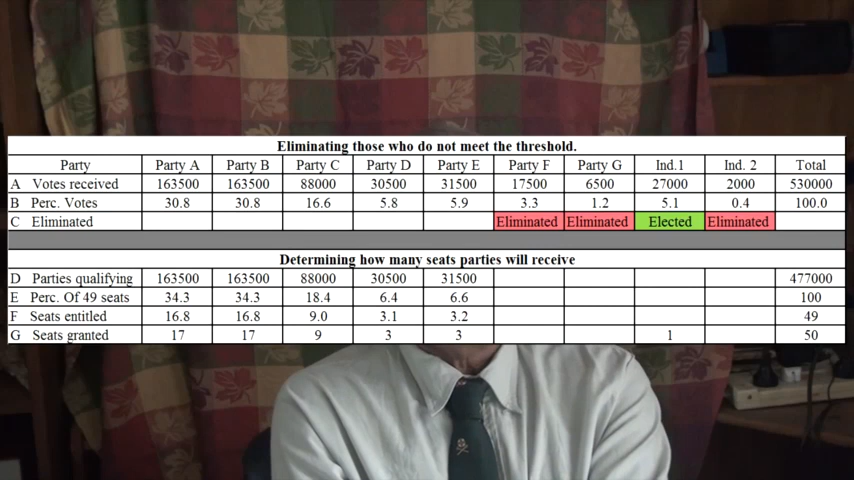 Eliminating those who do not meet the threshold.
Party Party A Party B Party C Party D Party E Party F Party G Ind.1 Ind. 2 Total
A Votes received 163500 163500 88000 30500 31500 17500 6500 27000 2000 530000
B Perc. Votes 30.8 30.8 16.6 5.8 5.9 3.3 1.2 5.1 0.4 100.0
C Eliminated Eliminated Eliminated Elected Eliminated
Determining how many seats parties will receive
D Parties qualifying 163500 163500 88000 30500 31500 477000
E Perc. Of 49 seats 34.3 34.3 18.4 6.4 6.6 100
F Seats entitled 16.8 16.8 9.0 3.1 3.2 49
G Seats granted 17 17 9 3 3 1 50